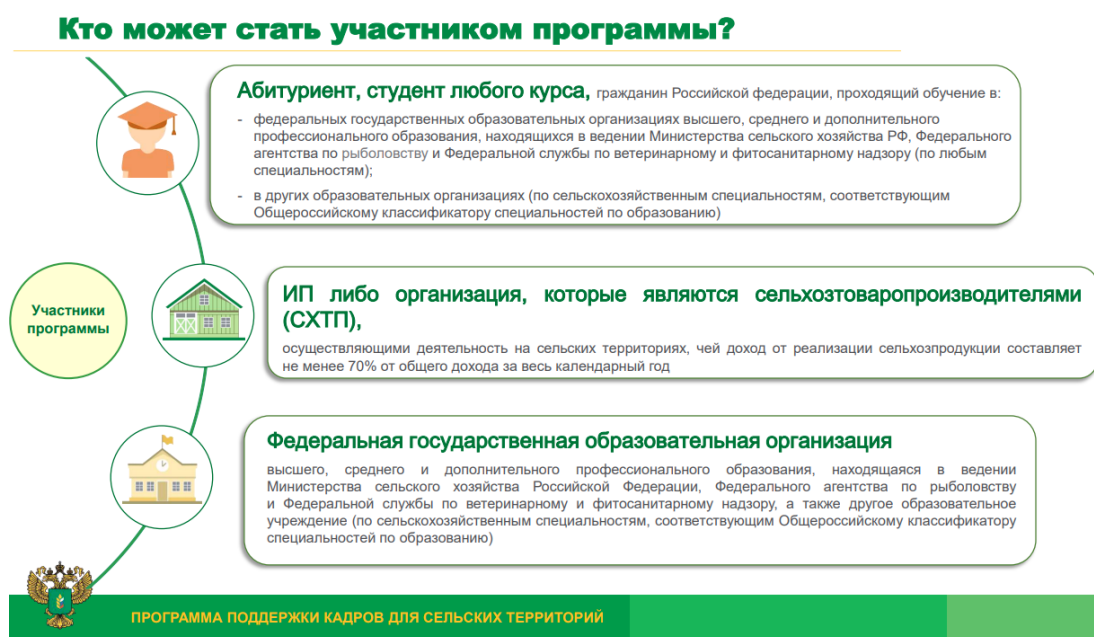 Кто может стать участником программы?
Абитуриент, студент любого курса, гражданин Российской федерации, проходящий обучение в:
- федеральных государственных образовательных организациях высшего, среднего и дополнительного
профессионального образования, находящихся в ведении Министерства сельского хозяйства РФ, Федерального
агентства по рыболовству и Федеральной службы по ветеринарному и фитосанитарному надзору (по любым
специальностям);
- в других образовательных организациях (по сельскохозяйственным специальностям, соответствующим
Общероссийскому классификатору специальностей по образованию)
Участники
программы
ИП либо организация, которые являются сельхозтоваропроизводителями
(СХТП),
осуществляющими деятельность на сельских территориях, чей доход от реализации сельхозпродукции составляет
не менее 70% от общего дохода за весь календарный год
Федеральная государственная образовательная организация
высшего, среднего и дополнительного профессионального образования, находящаяся в ведении
Министерства сельского хозяйства Российской Федерации, Федерального агентства по рыболовству
и Федеральной службы по ветеринарному и фитосанитарному надзору, а также другое образовательное
учреждение (по сельскохозяйственным специальностям, соответствующим Общероссийскому классификатору
специальностей по образованию)
ПРОГРАММА ПОДДЕРЖКИ КАДРОВ ДЛЯ СЕЛЬСКИХ ТЕРРИТОРИЙ